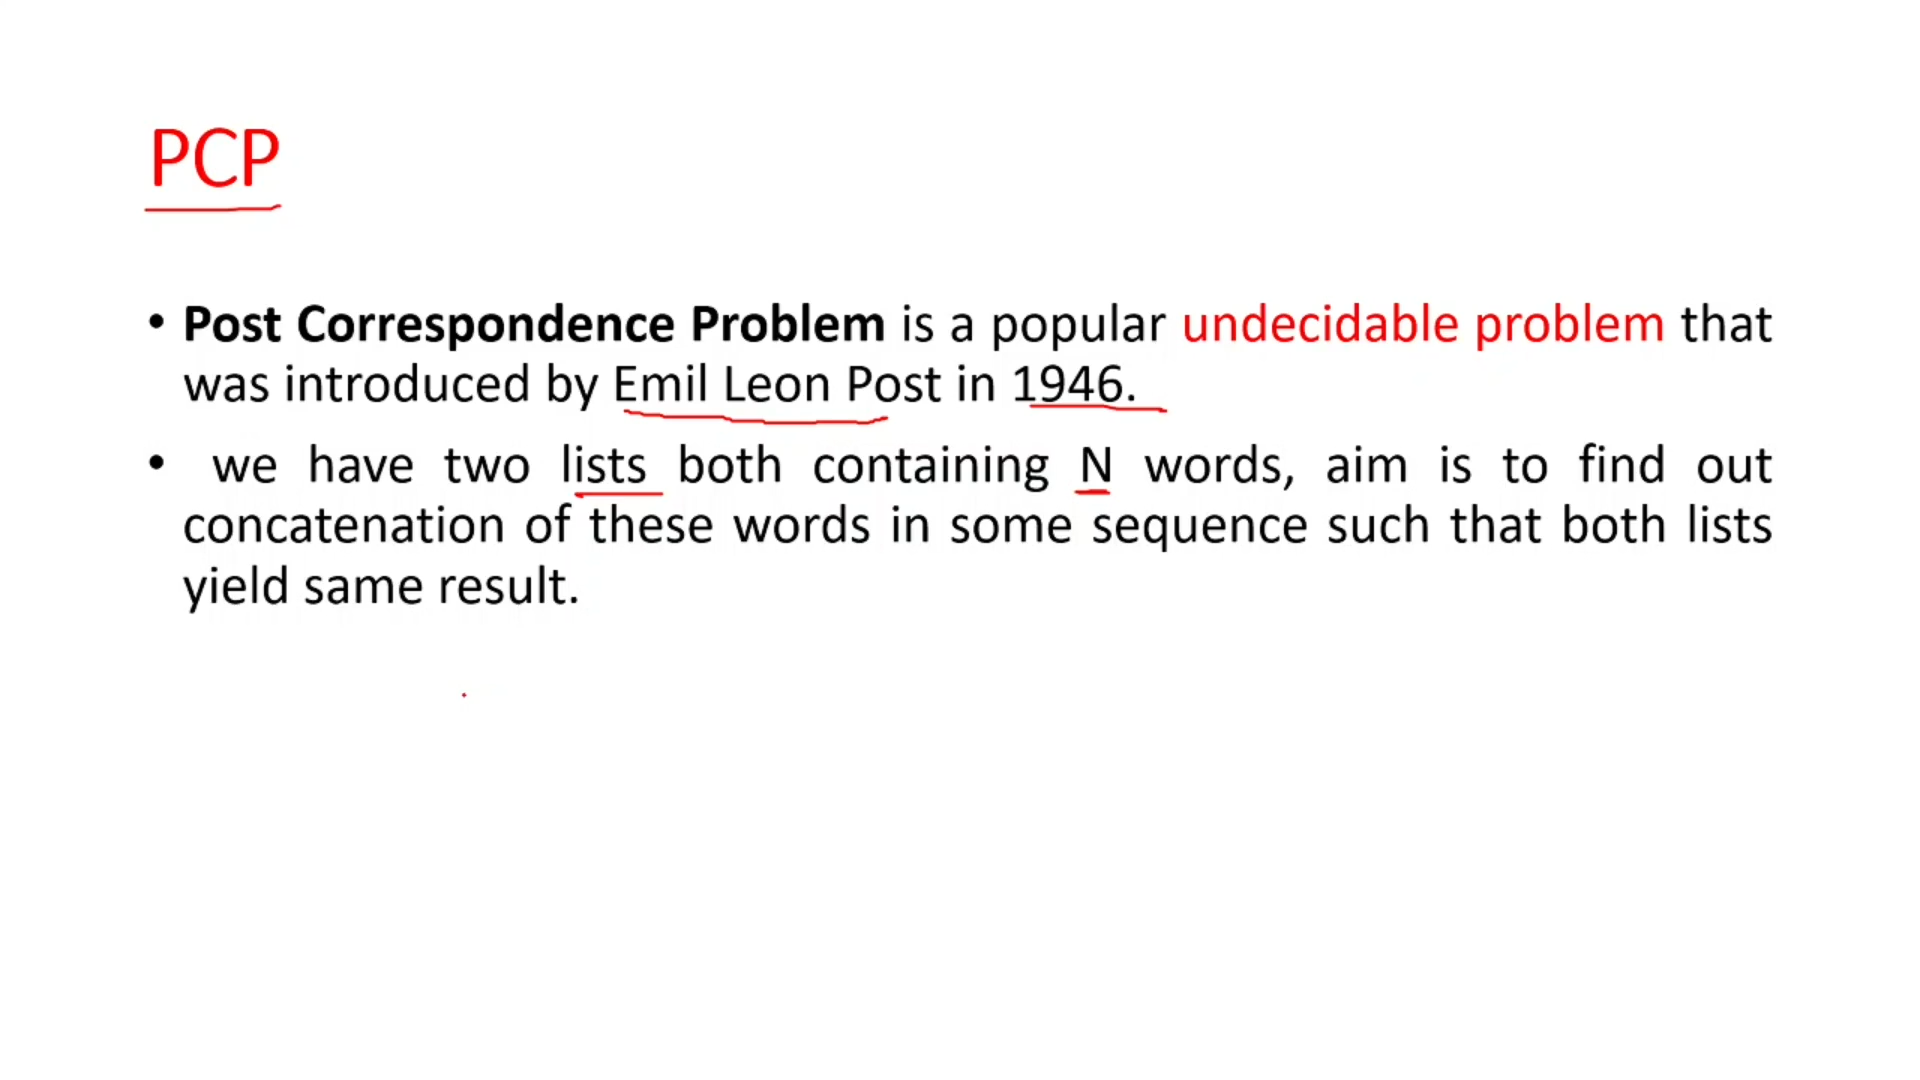 PCP
• Post Correspondence Problem is a popular undecidable problem that
was introduced by Emil Leon Post in 1946.
• we have two lists both containing N words, aim is to find out
concatenation of these words in some sequence such that both lists
yield same result.